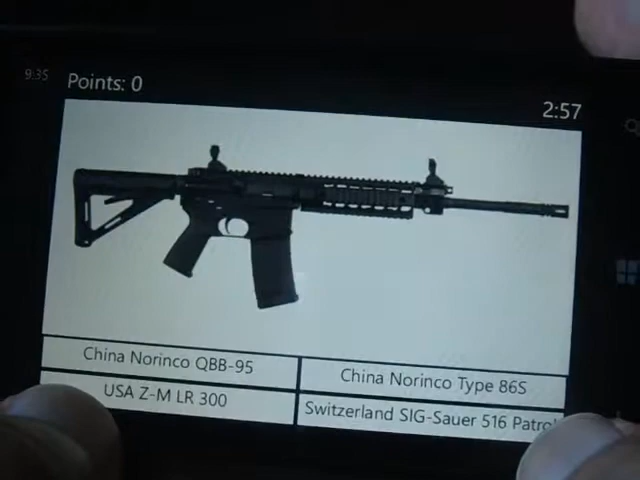 9:35
Points: 0
2:57
China Norinco QBB-95
China Norinco Type 86S
USA Z-M LR 300
Switzerland SIG-Sauer 516 Patrol